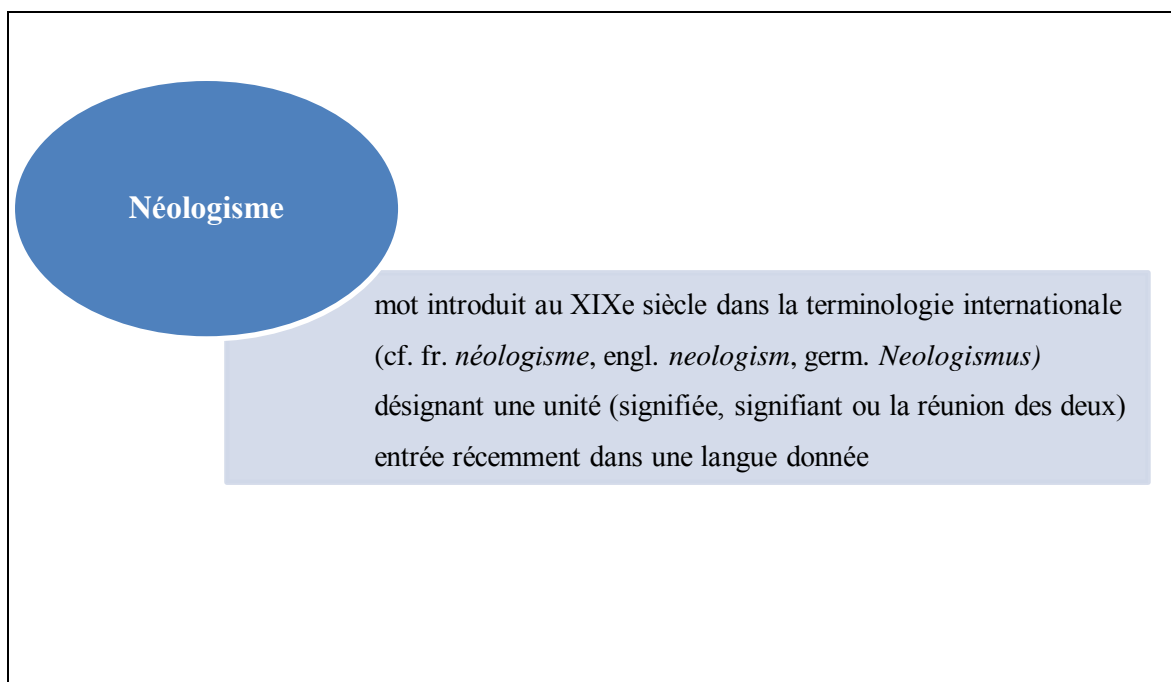 Néologisme
mot introduit au XIXe siècle dans la terminologie internationale
(cf. fr. néologisme, engl. neologism, germ. Neologismus)
désignant une unité (signifiée, signifiant ou la réunion des deux)
entrée récemment dans une langue donnée